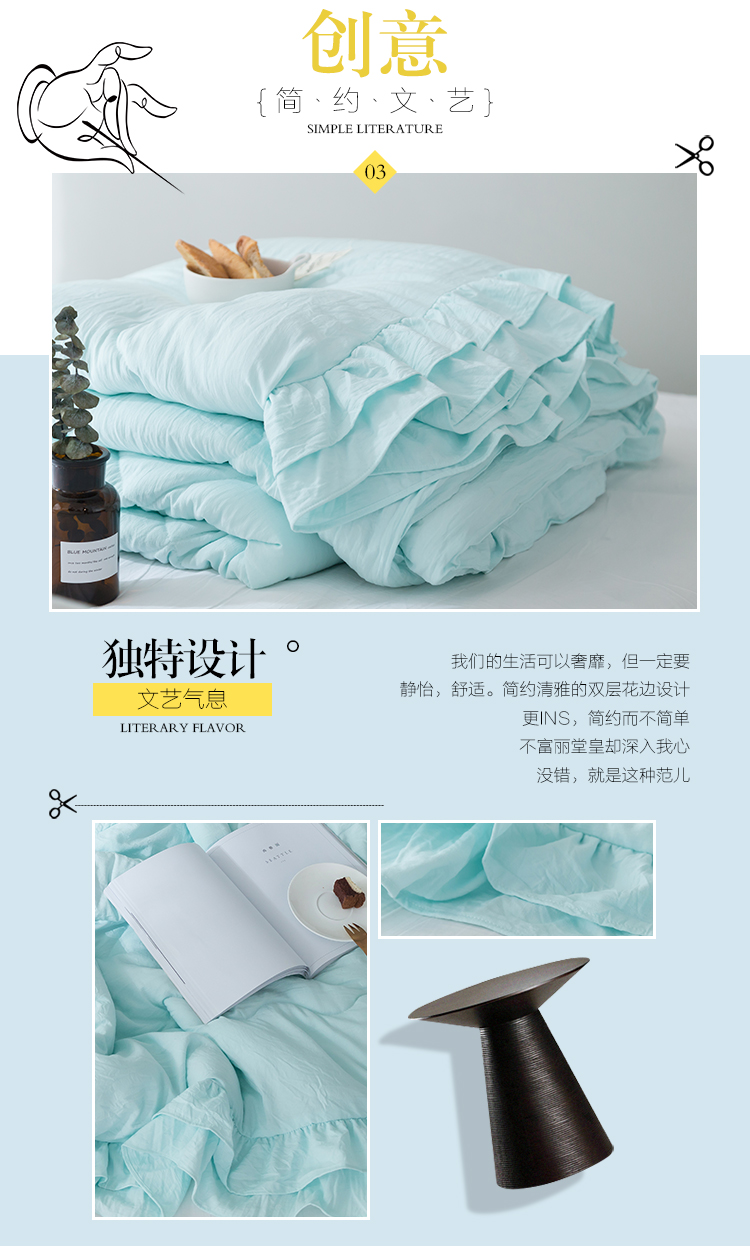 创意
{简、约、文、艺}
SIMPLE LITERATURE
03
BLUE MOUNTAIN
独特设计
文艺气息
LITERARY FLAVOR
我们的生活可以奢靡，但一定要
静怡，舒适。简约清雅的双层花边设计
更INS，简约而不简单
不富丽堂皇却深入我心
没错，就是这种范儿
SEATTLE